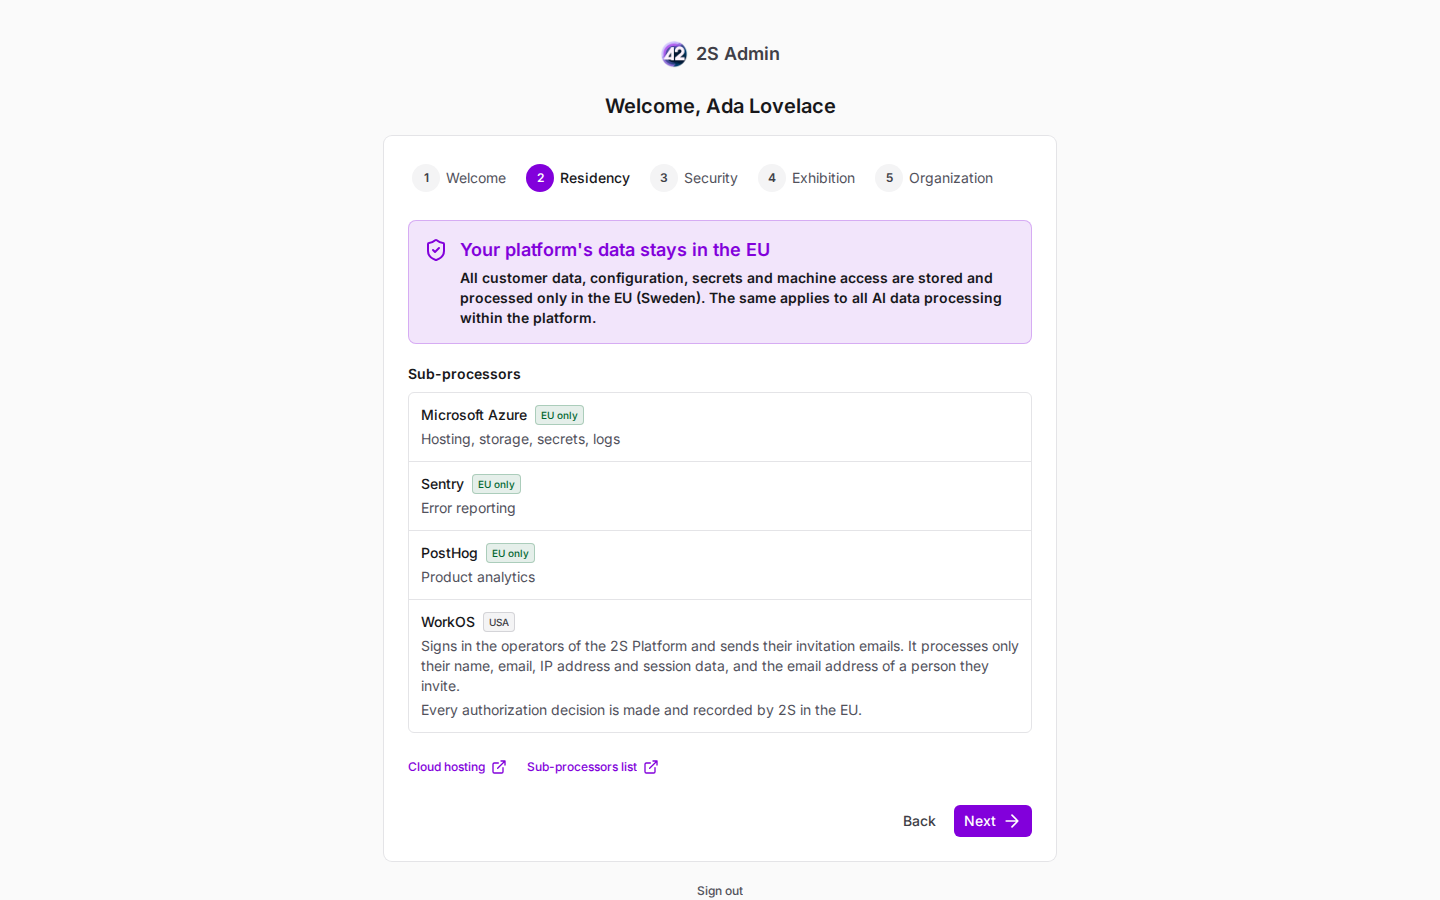 42 2S Admin
Welcome, Ada Lovelace
1 Welcome 2 Residency 3 Security 4 Exhibition 5 Organization
Your platform's data stays in the EU
All customer data, configuration, secrets and machine access are stored and
processed only in the EU (Sweden). The same applies to all AI data processing
within the platform.
Sub-processors
Microsoft Azure EU only
Hosting, storage, secrets, logs
Sentry EU only
Error reporting
PostHog EU only
Product analytics
WorkOS USA
Signs in the operators of the 2S Platform and sends their invitation emails. It processes only
their name, email, IP address and session data, and the email address of a person they
invite.
Every authorization decision is made and recorded by 2S in the EU.
Cloud hosting Sub-processors list
Back Next
Sign out